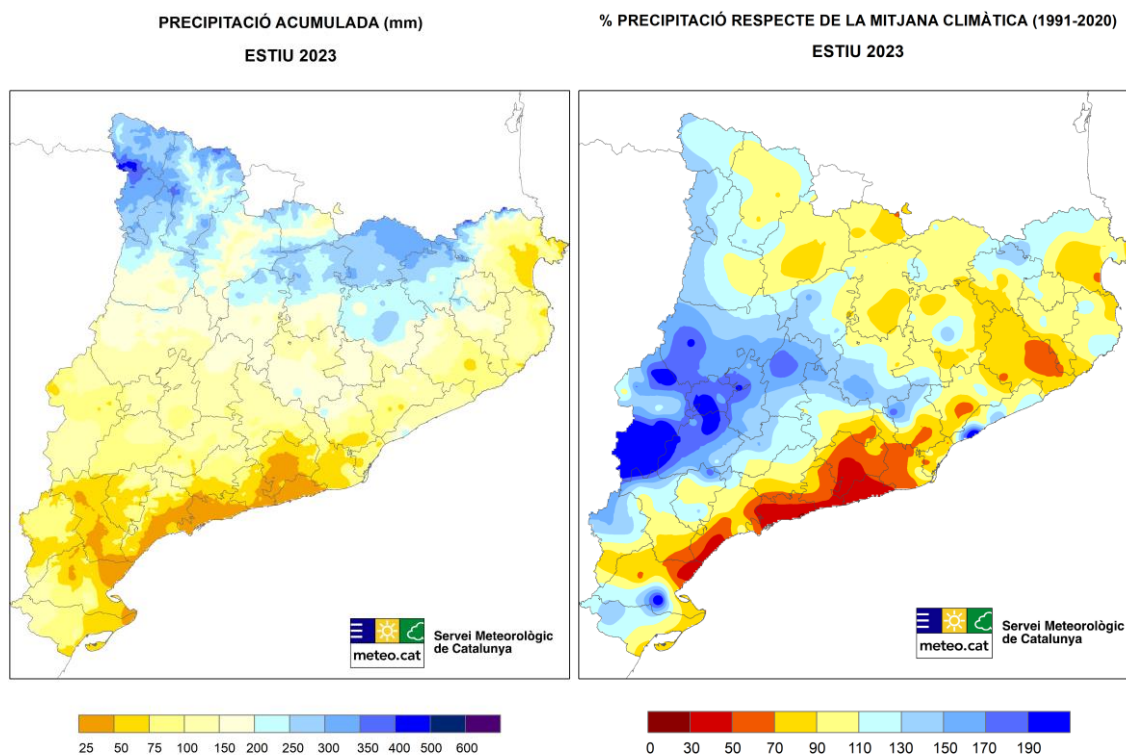 PRECIPITACIÓ ACUMULADA (mm)
ESTIU 2023
% PRECIPITACIÓ RESPECTE DE LA MITJANA CLIMÀTICA (1991-2020)
ESTIU 2023
meteo.cat
Servei Meteorològic
de Catalunya
meteo.cat
Servei Meteorològic
de Catalunya
25 50 75 100 150 200 250 300 350 400 500 600
0 30 50 70 90 110 130 150 170 190